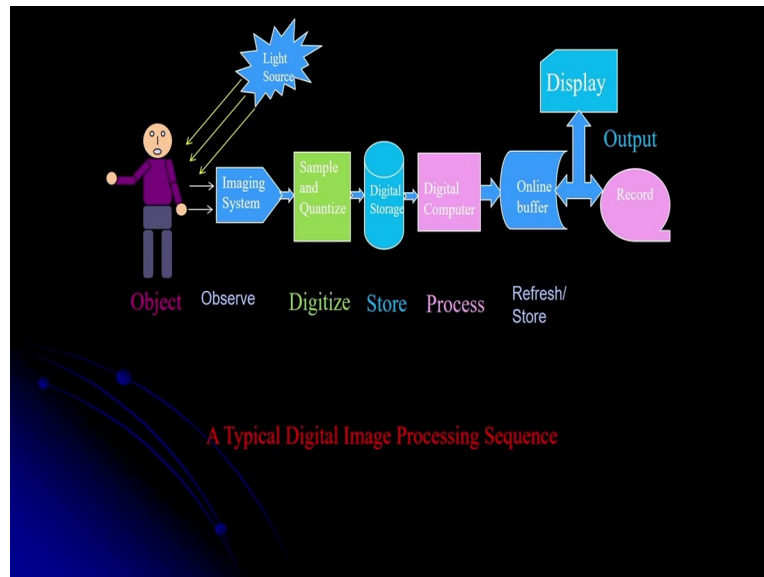 Light
Source
Display
Output
Imaging
System
Sample
and
Quantize
Digital
Storage
Digital
Computer
Online
buffer
Record
Object
Observe
Digitize
Store
Process
Refresh/
Store
A Typical Digital Image Processing Sequence